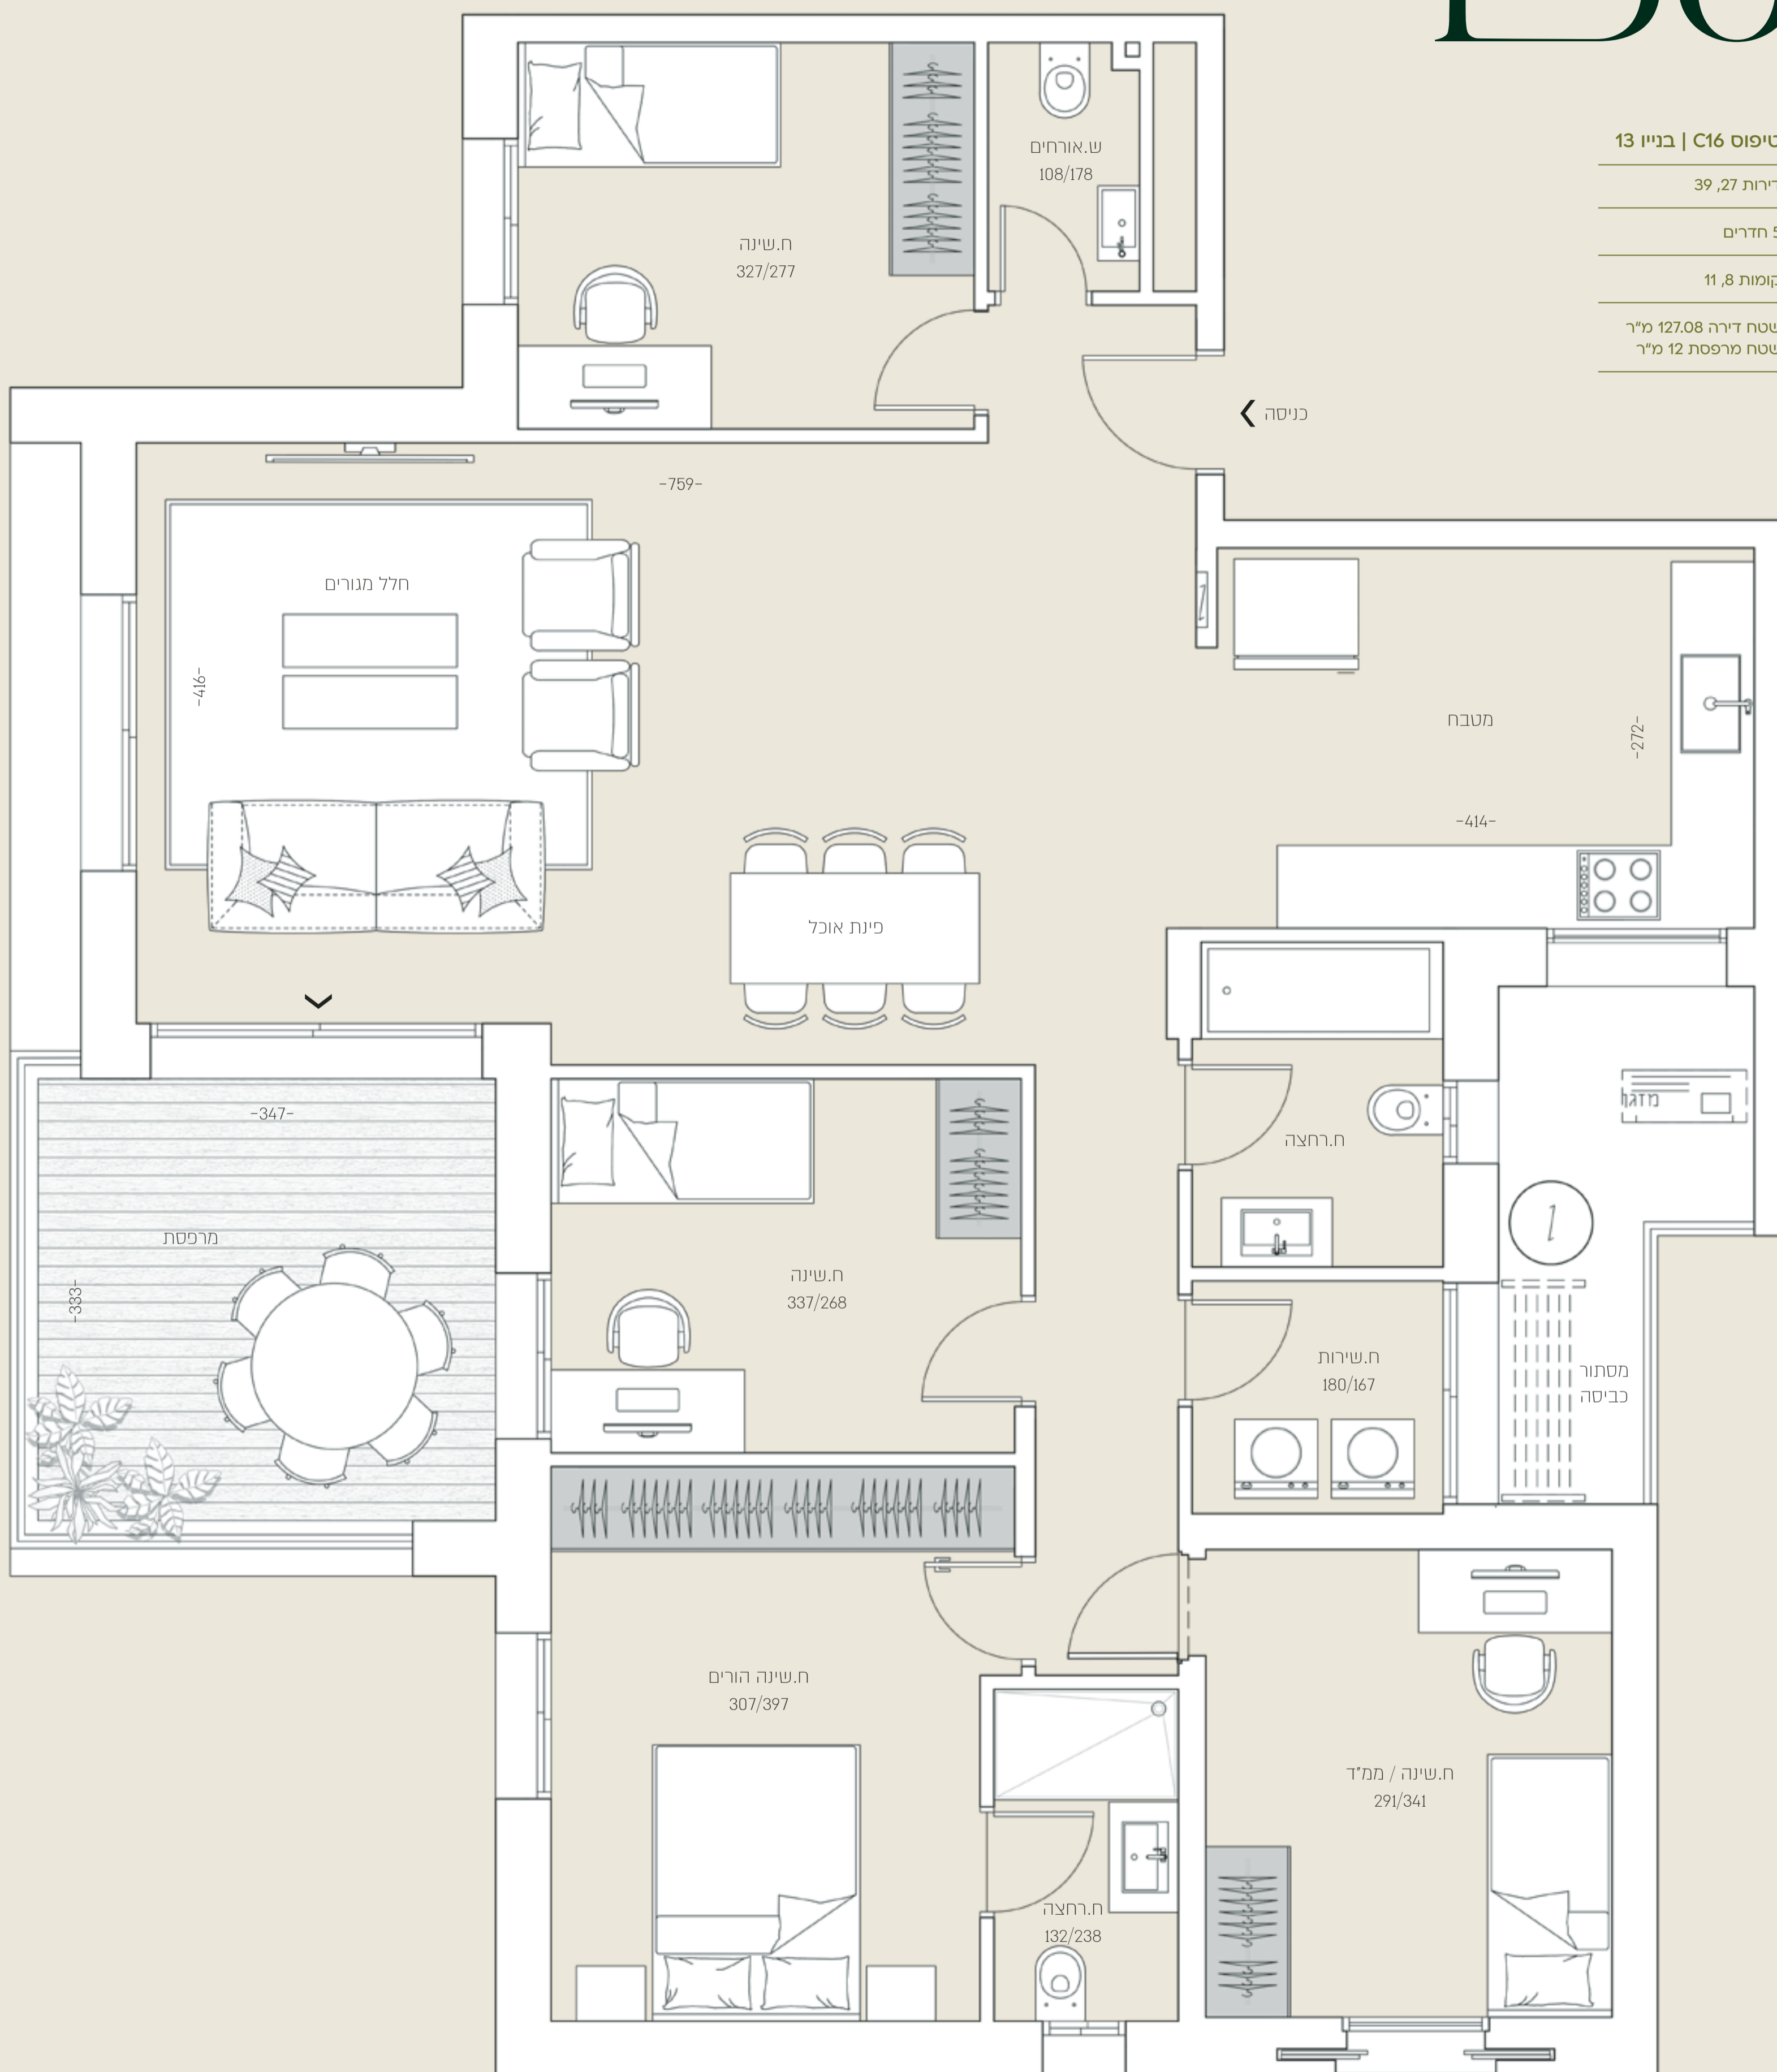 טיפוס C16 | בניין 13
דירות 27, 39
5 חדרים
קומות 8, 11
שטח דירה 127.08 מ"ר
שטח מרפסת 12 מ"ר
ש.אורחים
108/178
ח.שינה
327/277
כניסה
-759-
חלל מגורים
-416-
מטבח
-272-
-414-
פינת אוכל
-347-
מרפסת
-333-
ח.רחצה
מזגן
ח.שינה
337/268
ח.שירות
180/167
מסתור
כביסה
ח.שינה הורים
307/397
ח.שינה / ממ"ד
291/341
ח.רחצה
132/238